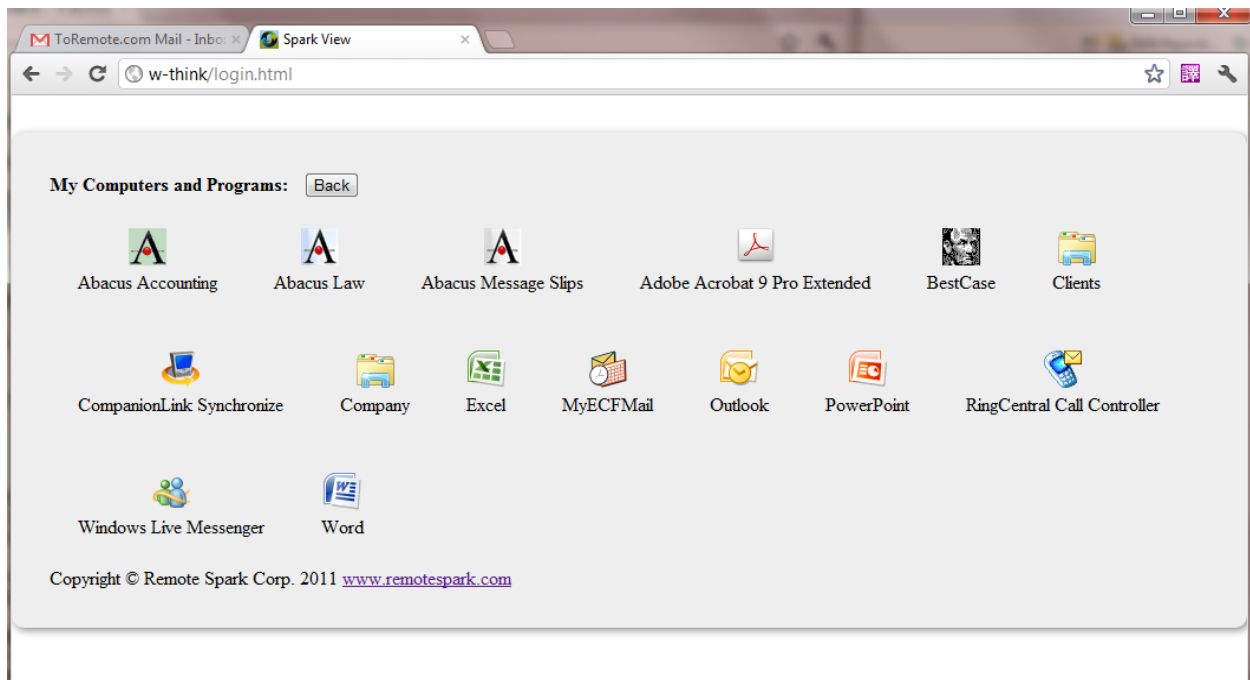 ToRemote.com Mail - Inbo
Spark View
w-think/login.html
My Computers and Programs: Back
Abacus Accounting Abacus Law Abacus Message Slips Adobe Acrobat 9 Pro Extended BestCase Clients
CompanionLink Synchronize Company Excel MyECFMail Outlook PowerPoint RingCentral Call Controller
Windows Live Messenger Word
Copyright © Remote Spark Corp. 2011 www.remotespark.com